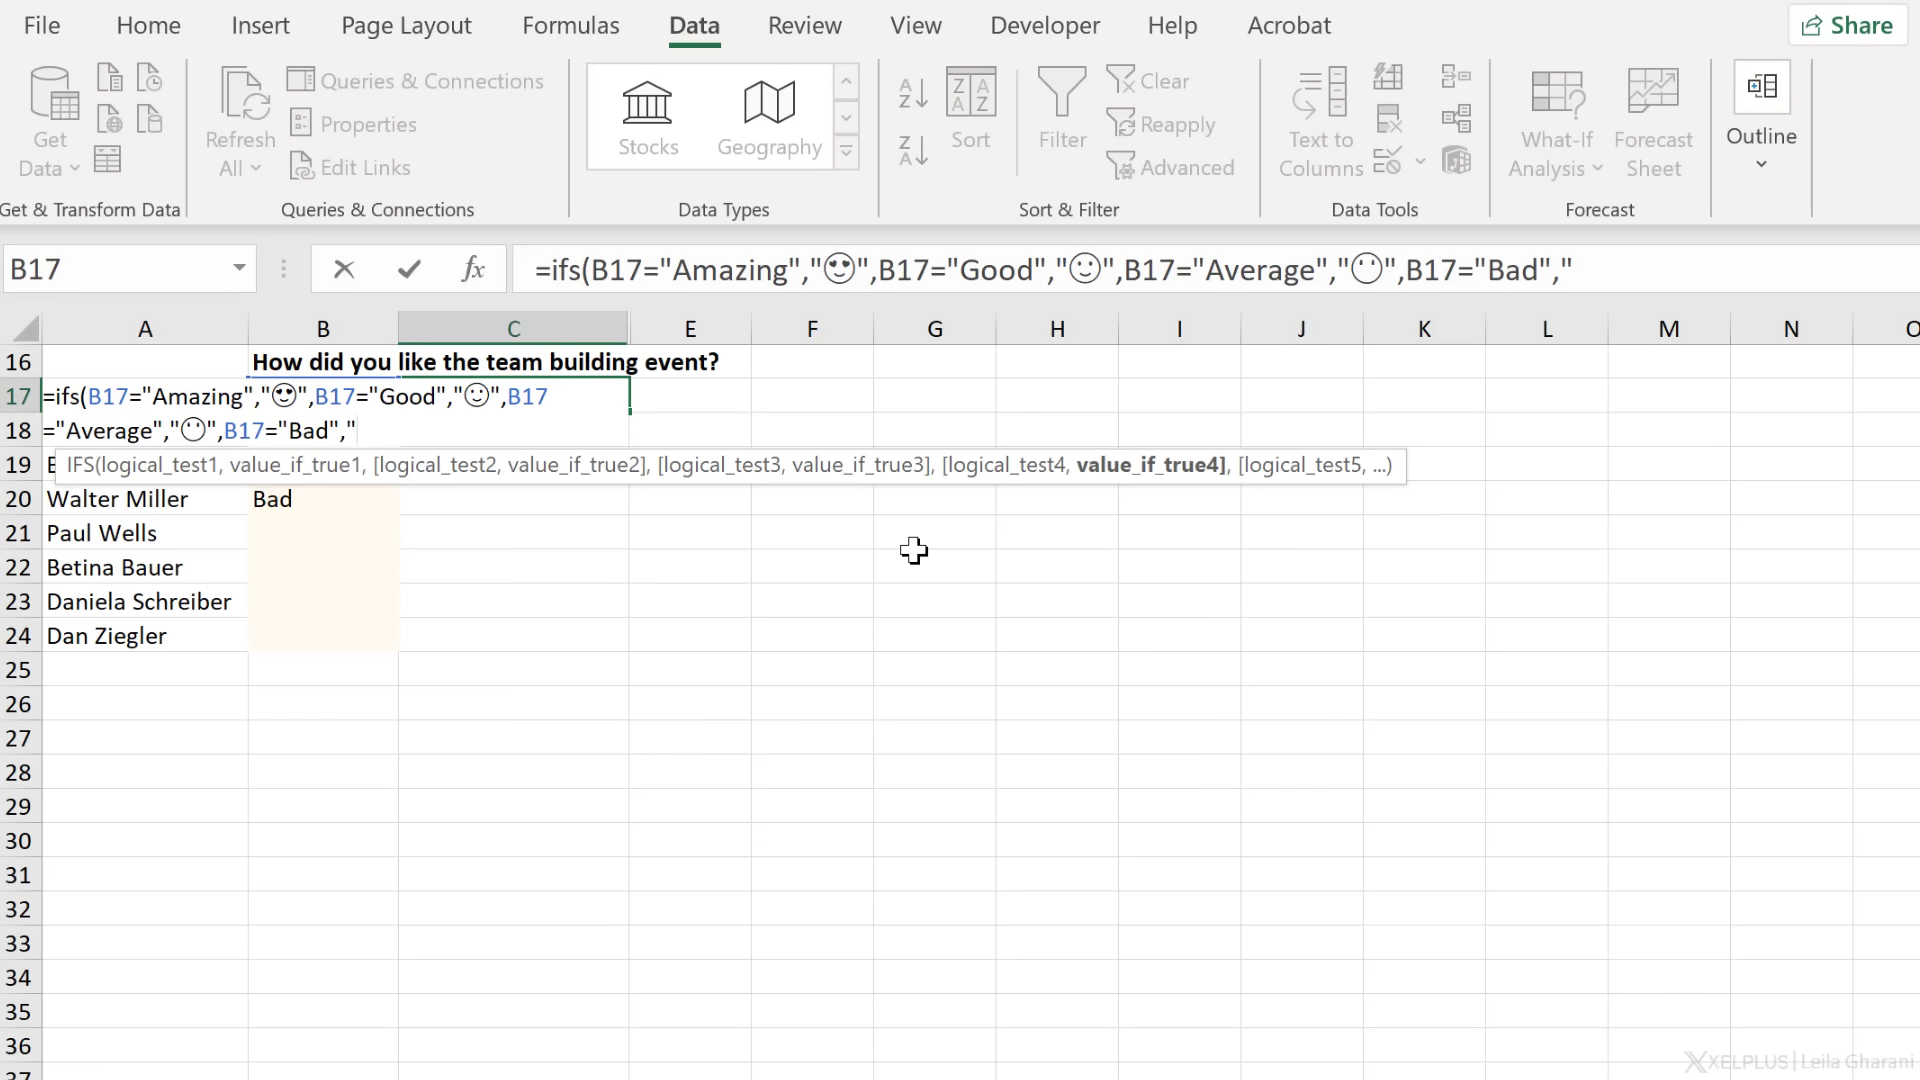 File Home Insert Page Layout Formulas Data Review View Developer Help Acrobat Share
Get Data
Refresh All
Queries & Connections
Properties
Edit Links
Stocks Geography
Sort
Filter
Clear
Reapply
Advanced
Text to Columns
What-If Analysis
Forecast Sheet
Outline
Get & Transform Data Queries & Connections Data Types Sort & Filter Data Tools Forecast
B17 fx =ifs(B17="Amazing","😍",B17="Good","🙂",B17="Average","😶",B17="Bad","
A B C E F G H I J K L M N O
16 How did you like the team building event?
17 =ifs(B17="Amazing","😍",B17="Good","🙂",B17
18 ="Average","😶",B17="Bad","
19 IFS(logical_test1, value_if_true1, [logical_test2, value_if_true2], [logical_test3, value_if_true3], [logical_test4, value_if_true4], [logical_test5, ...)
20 Walter Miller Bad
21 Paul Wells
22 Betina Bauer
23 Daniela Schreiber
24 Dan Ziegler
25
26
27
28
29
30
31
32
33
34
35
36
37
XELPLUS | Leila Gharani